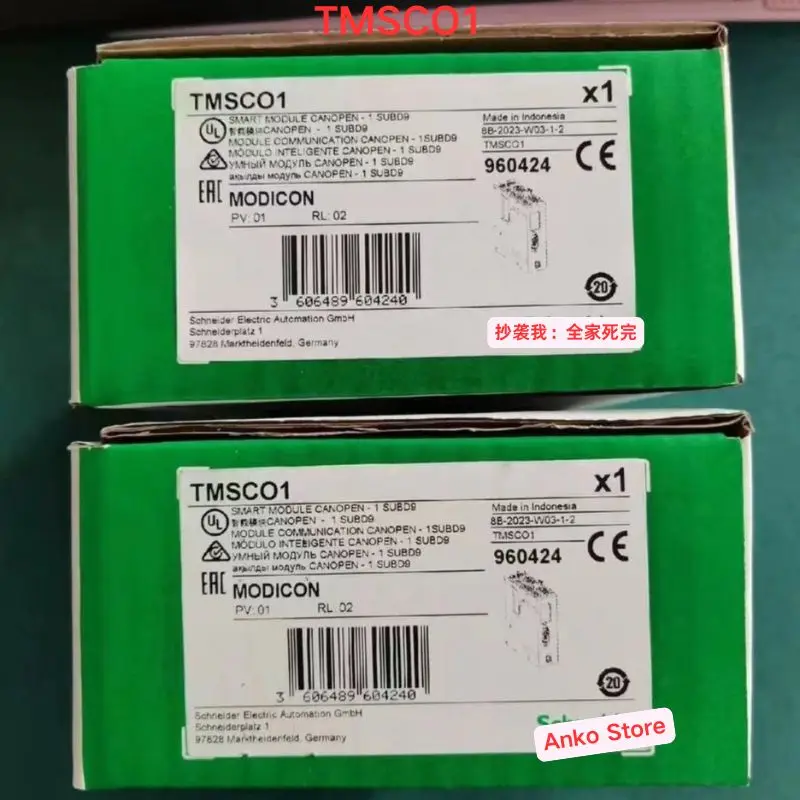 TMSCO1
TMSCO1
x1
SMART MODULE CANOPEN - 1 SUBD9
智能模块CANOPEN - 1 SUBD9
MODULE COMMUNICATION CANOPEN - 1SUBD9
MÓDULO INTELIGENTE CANOPEN - 1 SUBD9
УМНЫЙ МОДУЛЬ CANOPEN - 1 SUBD9
ақылды модуль CANOPEN - 1 SUBD9
UL
Made in Indonesia
8B-2023-W03-1-2
TMSCO1
960424
CE
EAC
MODICON
PV: 01 RL: 02
3 606489 604240
20
Schneider Electric Automation GmbH
Schneiderplatz 1
97828 Marktheidenfeld, Germany
抄袭我：全家死完
TMSCO1
x1
SMART MODULE CANOPEN - 1 SUBD9
智能模块CANOPEN - 1 SUBD9
MODULE COMMUNICATION CANOPEN - 1SUBD9
MÓDULO INTELIGENTE CANOPEN - 1 SUBD9
УМНЫЙ МОДУЛЬ CANOPEN - 1 SUBD9
ақылды модуль CANOPEN - 1 SUBD9
UL
Made in Indonesia
8B-2023-W03-1-2
TMSCO1
960424
CE
EAC
MODICON
PV: 01 RL: 02
3 606489 604240
20
Schneider Electric Automation GmbH
Schneiderplatz 1
97828 Marktheidenfeld, Germany
Anko Store